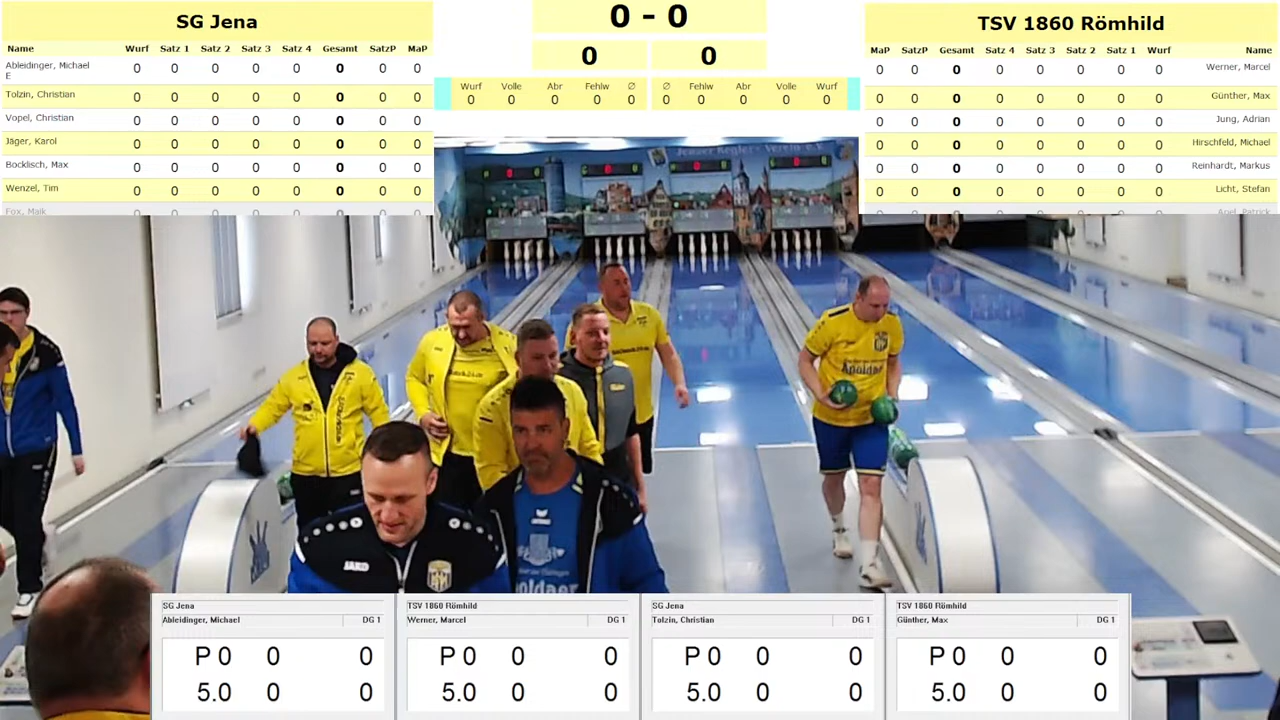 SG Jena
Name Wurf Satz 1 Satz 2 Satz 3 Satz 4 Gesamt SatzP MaP
Ableidinger, Michael E 0 0 0 0 0 0 0 0
Tolzin, Christian 0 0 0 0 0 0 0 0
Vopel, Christian 0 0 0 0 0 0 0 0
Jäger, Karol 0 0 0 0 0 0 0 0
Bocklisch, Max 0 0 0 0 0 0 0 0
Wenzel, Tim 0 0 0 0 0 0 0 0
Fox, Maik
0 - 0
0 0
Wurf Volle Abr Fehlw ∅ ∅ Fehlw Abr Volle Wurf
0 0 0 0 0 0 0 0 0 0
TSV 1860 Römhild
MaP SatzP Gesamt Satz 4 Satz 3 Satz 2 Satz 1 Wurf Name
0 0 0 0 0 0 0 0 Werner, Marcel
0 0 0 0 0 0 0 0 Günther, Max
0 0 0 0 0 0 0 0 Jung, Adrian
0 0 0 0 0 0 0 0 Hirschfeld, Michael
0 0 0 0 0 0 0 0 Reinhardt, Markus
0 0 0 0 0 0 0 0 Licht, Stefan
Apel, Patrick
Jenaer Kegler-Verein e.V.
Apoldaer
JAKO
Apoldaer
SG Jena
Ableidinger, Michael DG 1
P 0 0 0
5.0 0 0
TSV 1860 Römhild
Werner, Marcel DG 1
P 0 0 0
5.0 0 0
SG Jena
Tolzin, Christian DG 1
P 0 0 0
5.0 0 0
TSV 1860 Römhild
Günther, Max DG 1
P 0 0 0
5.0 0 0